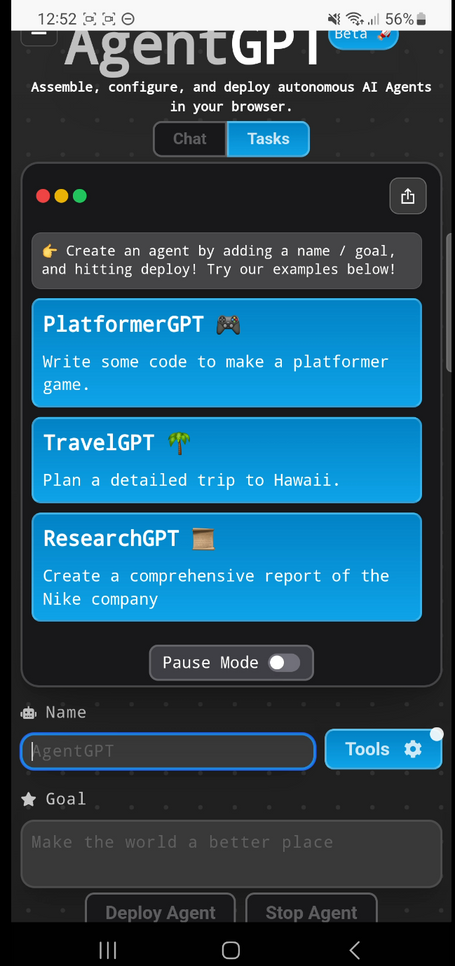 12:52
56%
AgentGPT
Beta 🚀
Assemble, configure, and deploy autonomous AI Agents
in your browser.
Chat
Tasks
👉 Create an agent by adding a name / goal,
and hitting deploy! Try our examples below!
PlatformerGPT 🎮
Write some code to make a platformer
game.
TravelGPT 🌴
Plan a detailed trip to Hawaii.
ResearchGPT 📜
Create a comprehensive report of the
Nike company
Pause Mode
Name
AgentGPT
Tools
Goal
Make the world a better place
Deploy Agent
Stop Agent